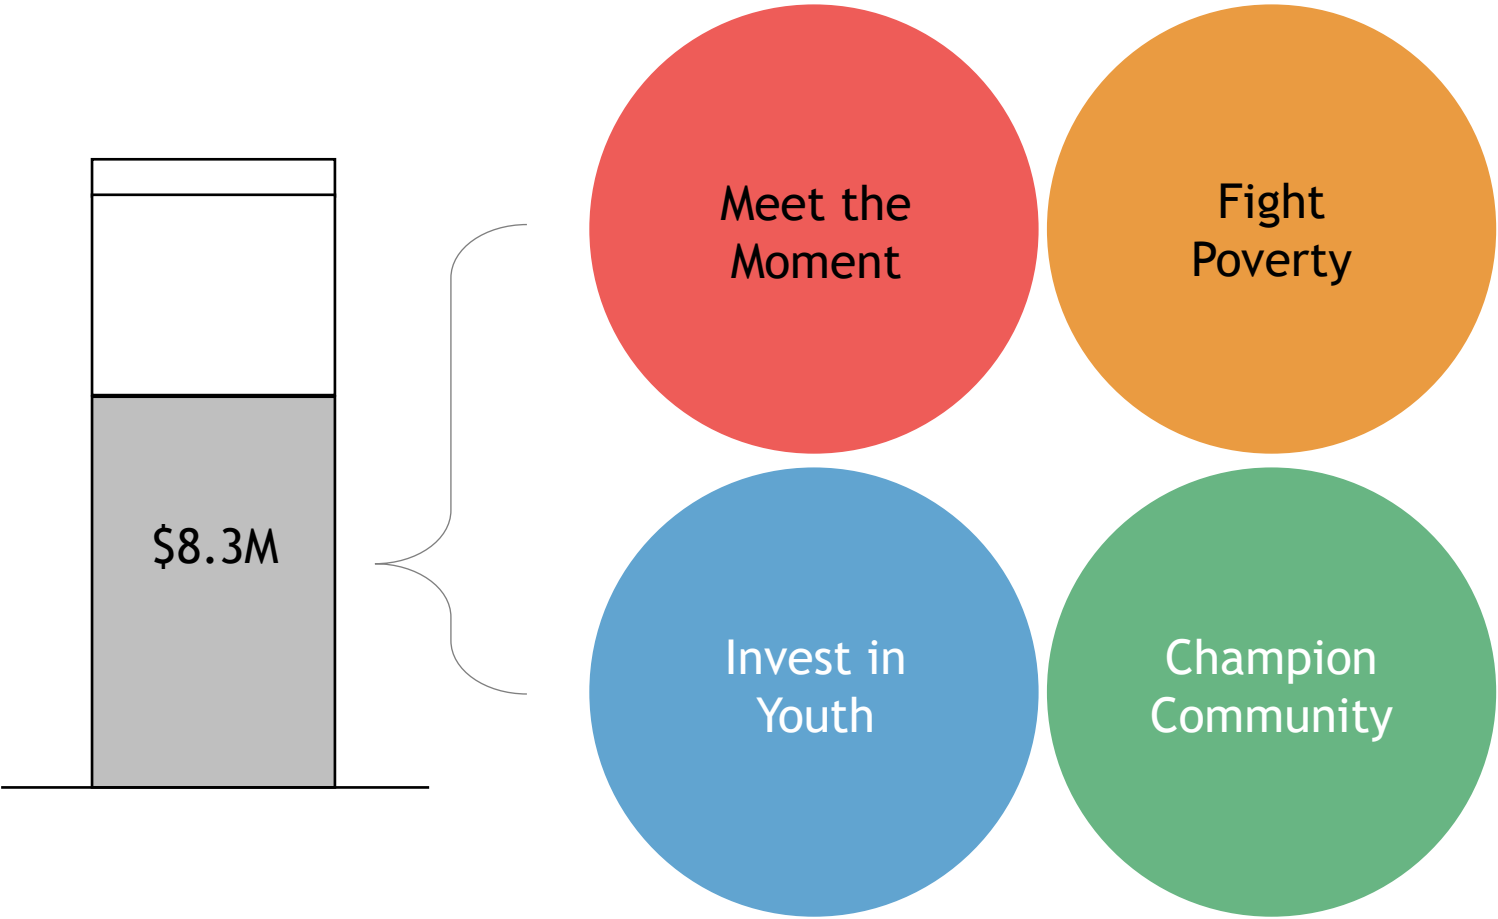 $8.3M
Meet the
Moment
Fight
Poverty
Invest in
Youth
Champion
Community